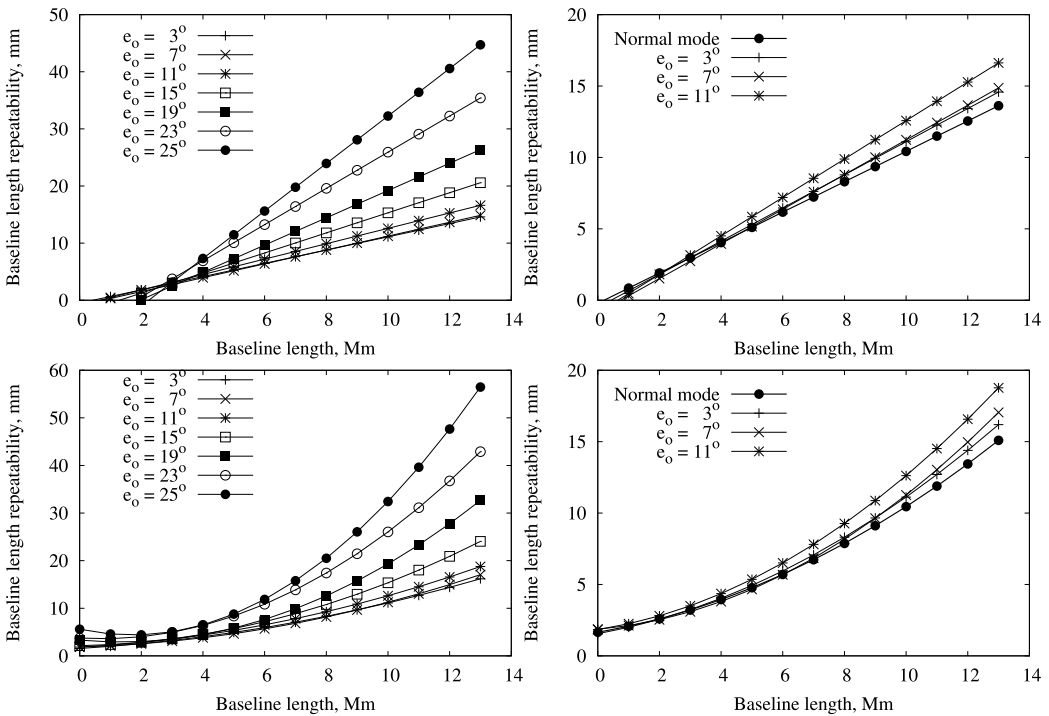 Baseline length repeatability, mm
50
40
30
20
10
0
e_o = 3°
e_o = 7°
e_o = 11°
e_o = 15°
e_o = 19°
e_o = 23°
e_o = 25°
0 2 4 6 8 10 12 14
Baseline length, Mm
Baseline length repeatability, mm
20
15
10
5
0
Normal mode
e_o = 3°
e_o = 7°
e_o = 11°
0 2 4 6 8 10 12 14
Baseline length, Mm
Baseline length repeatability, mm
60
50
40
30
20
10
0
e_o = 3°
e_o = 7°
e_o = 11°
e_o = 15°
e_o = 19°
e_o = 23°
e_o = 25°
0 2 4 6 8 10 12 14
Baseline length, Mm
Baseline length repeatability, mm
20
15
10
5
0
Normal mode
e_o = 3°
e_o = 7°
e_o = 11°
0 2 4 6 8 10 12 14
Baseline length, Mm